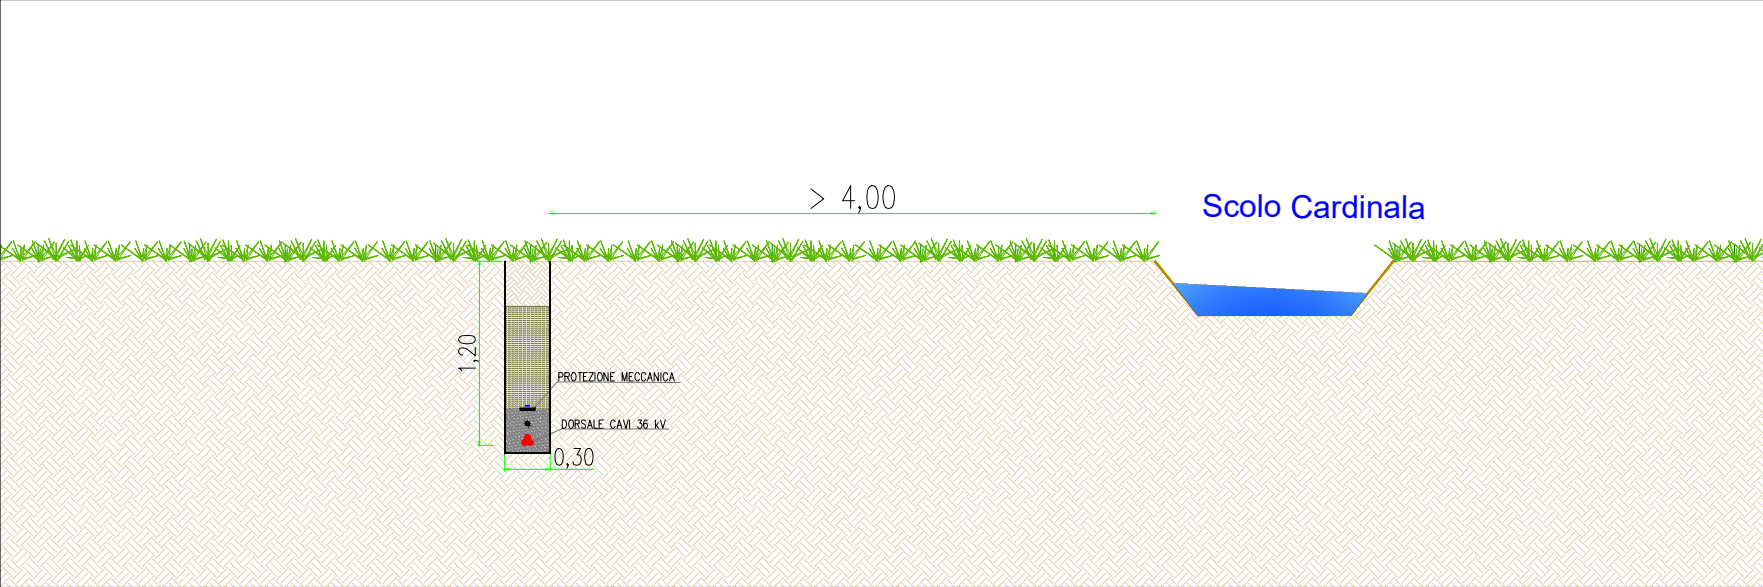 > 4,00
Scolo Cardinala
1,20
PROTEZIONE MECCANICA
DORSALE CAVI 36 kV
0,30